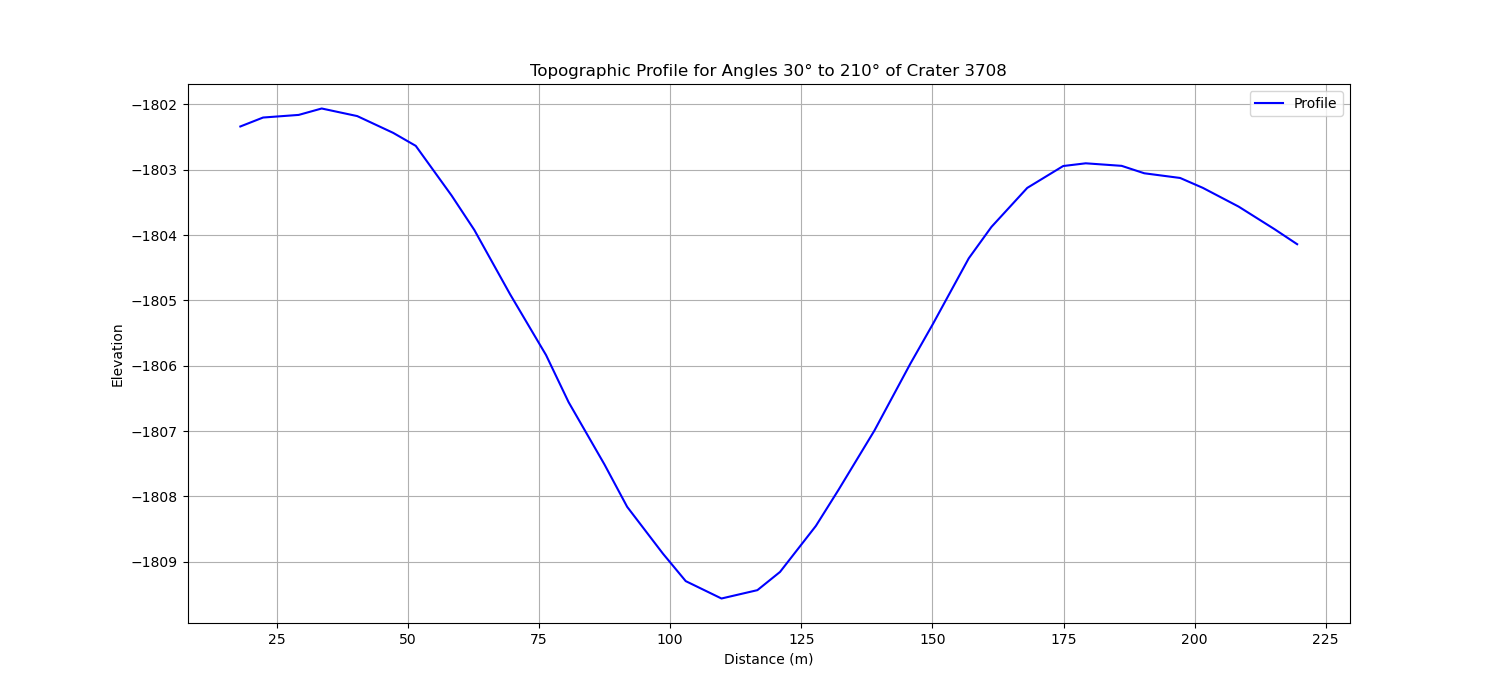 Topographic Profile for Angles 30° to 210° of Crater 3708
Profile
−1802
−1803
−1804
−1805
−1806
−1807
−1808
−1809
Elevation
25 50 75 100 125 150 175 200 225
Distance (m)